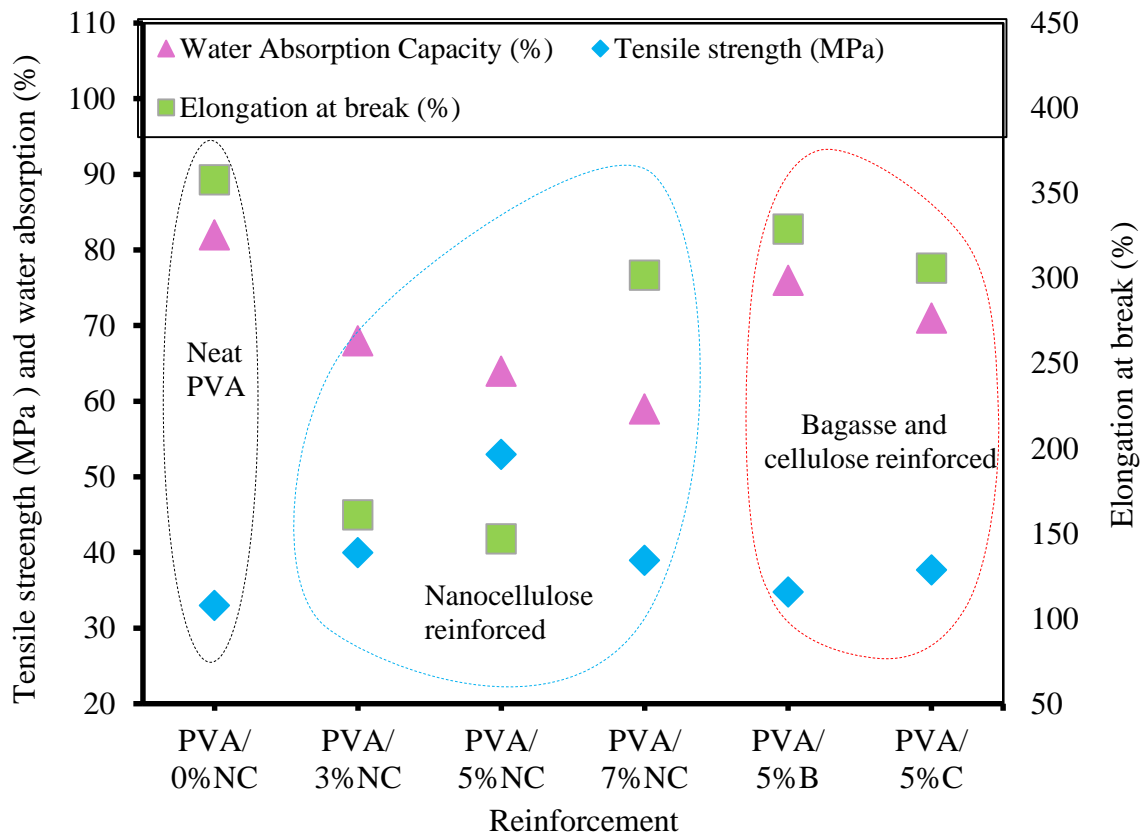 110
100
90
80
70
60
50
40
30
20
Tensile streength (MPa ) and water absorption (%)
450
400
350
300
250
200
150
100
50
Elongation at break (%)
Water Absorption Capacity (%)
Tensile strength (MPa)
Elongation at break (%)
Neat
PVA
Nanocellulose
reinforced
Bagasse and
cellulose reinforced
PVA/
0%NC
PVA/
3%NC
PVA/
5%NC
PVA/
7%NC
PVA/
5%B
PVA/
5%C
Reinforcement